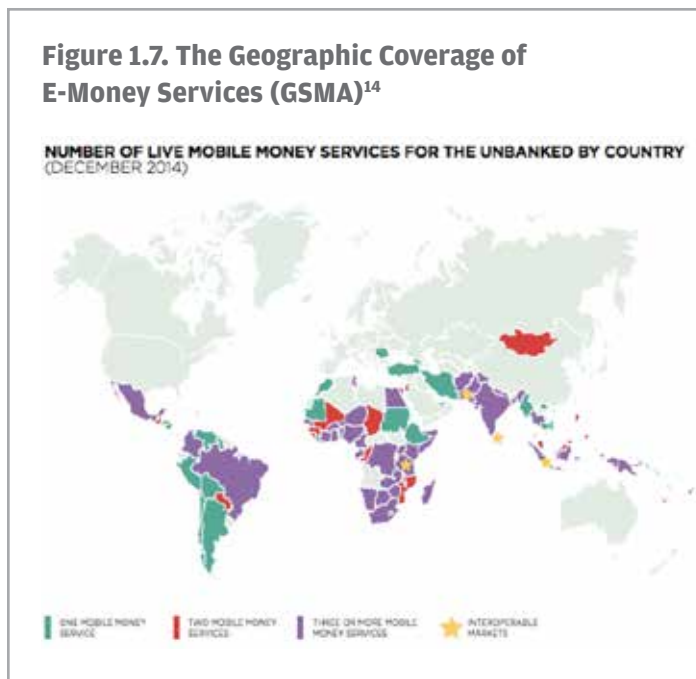 Figure 1.7. The Geographic Coverage of
E-Money Services (GSMA)14
NUMBER OF LIVE MOBILE MONEY SERVICES FOR THE UNBANKED BY COUNTRY
(DECEMBER 2014)
ONE MOBILE MONEY
SERVICE
TWO MOBILE MONEY
SERVICES
THREE OR MORE MOBILE
MONEY SERVICES
INTEROPERABLE
MARKETS